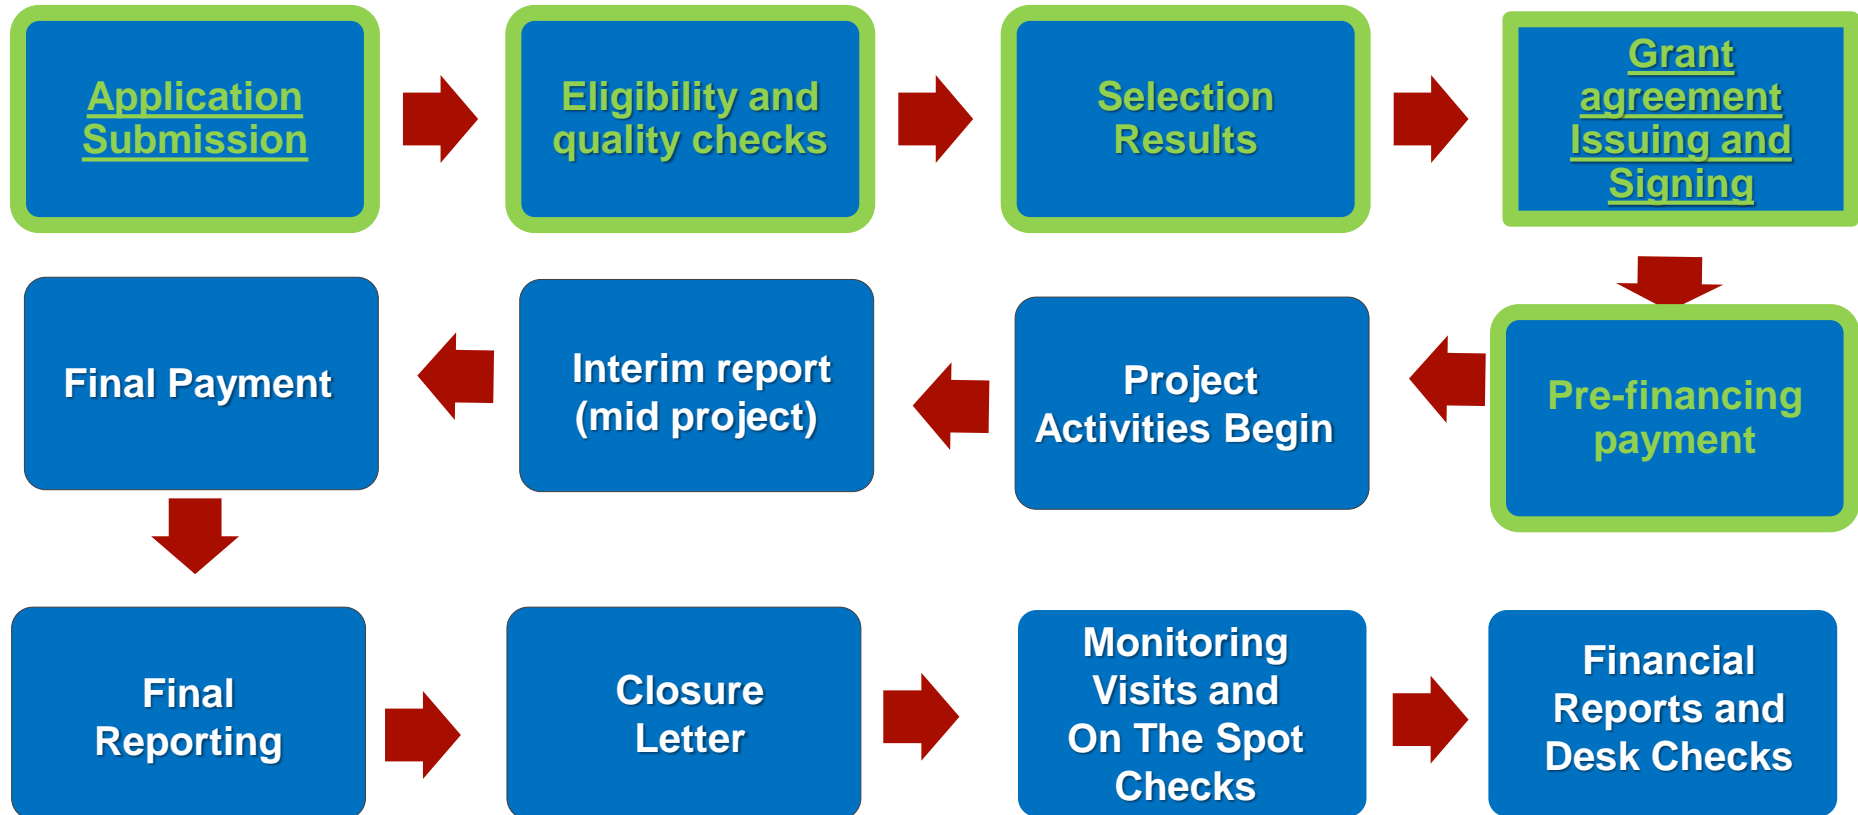 Application
Submission
Eligibility and
quality checks
Selection
Results
Grant
agreement
Issuing and
Signing
Pre-financing
payment
Project
Activities Begin
Interim report
(mid project)
Final Payment
Final
Reporting
Closure
Letter
Monitoring
Visits and
On The Spot
Checks
Financial
Reports and
Desk Checks